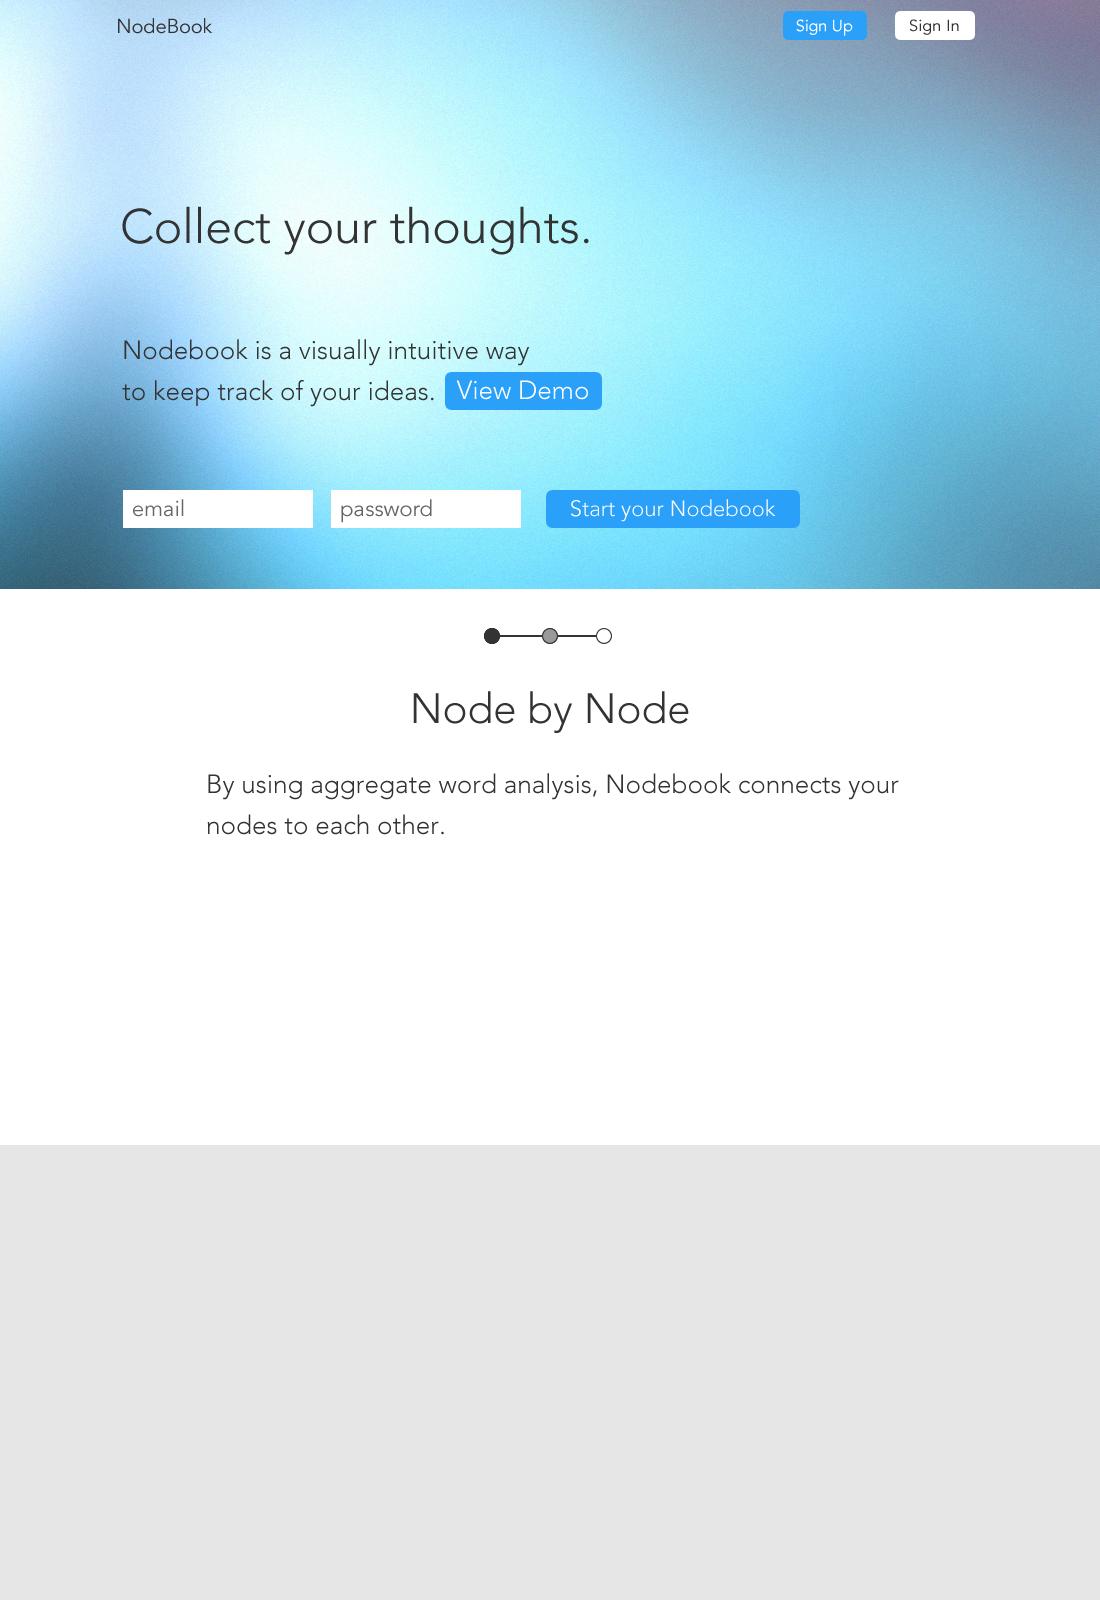 NodeBook
Sign Up
Sign In
Collect your thoughts.
Nodebook is a visually intuitive way
to keep track of your ideas. View Demo
email
password
Start your Nodebook
Node by Node
By using aggregate word analysis, Nodebook connects your
nodes to each other.